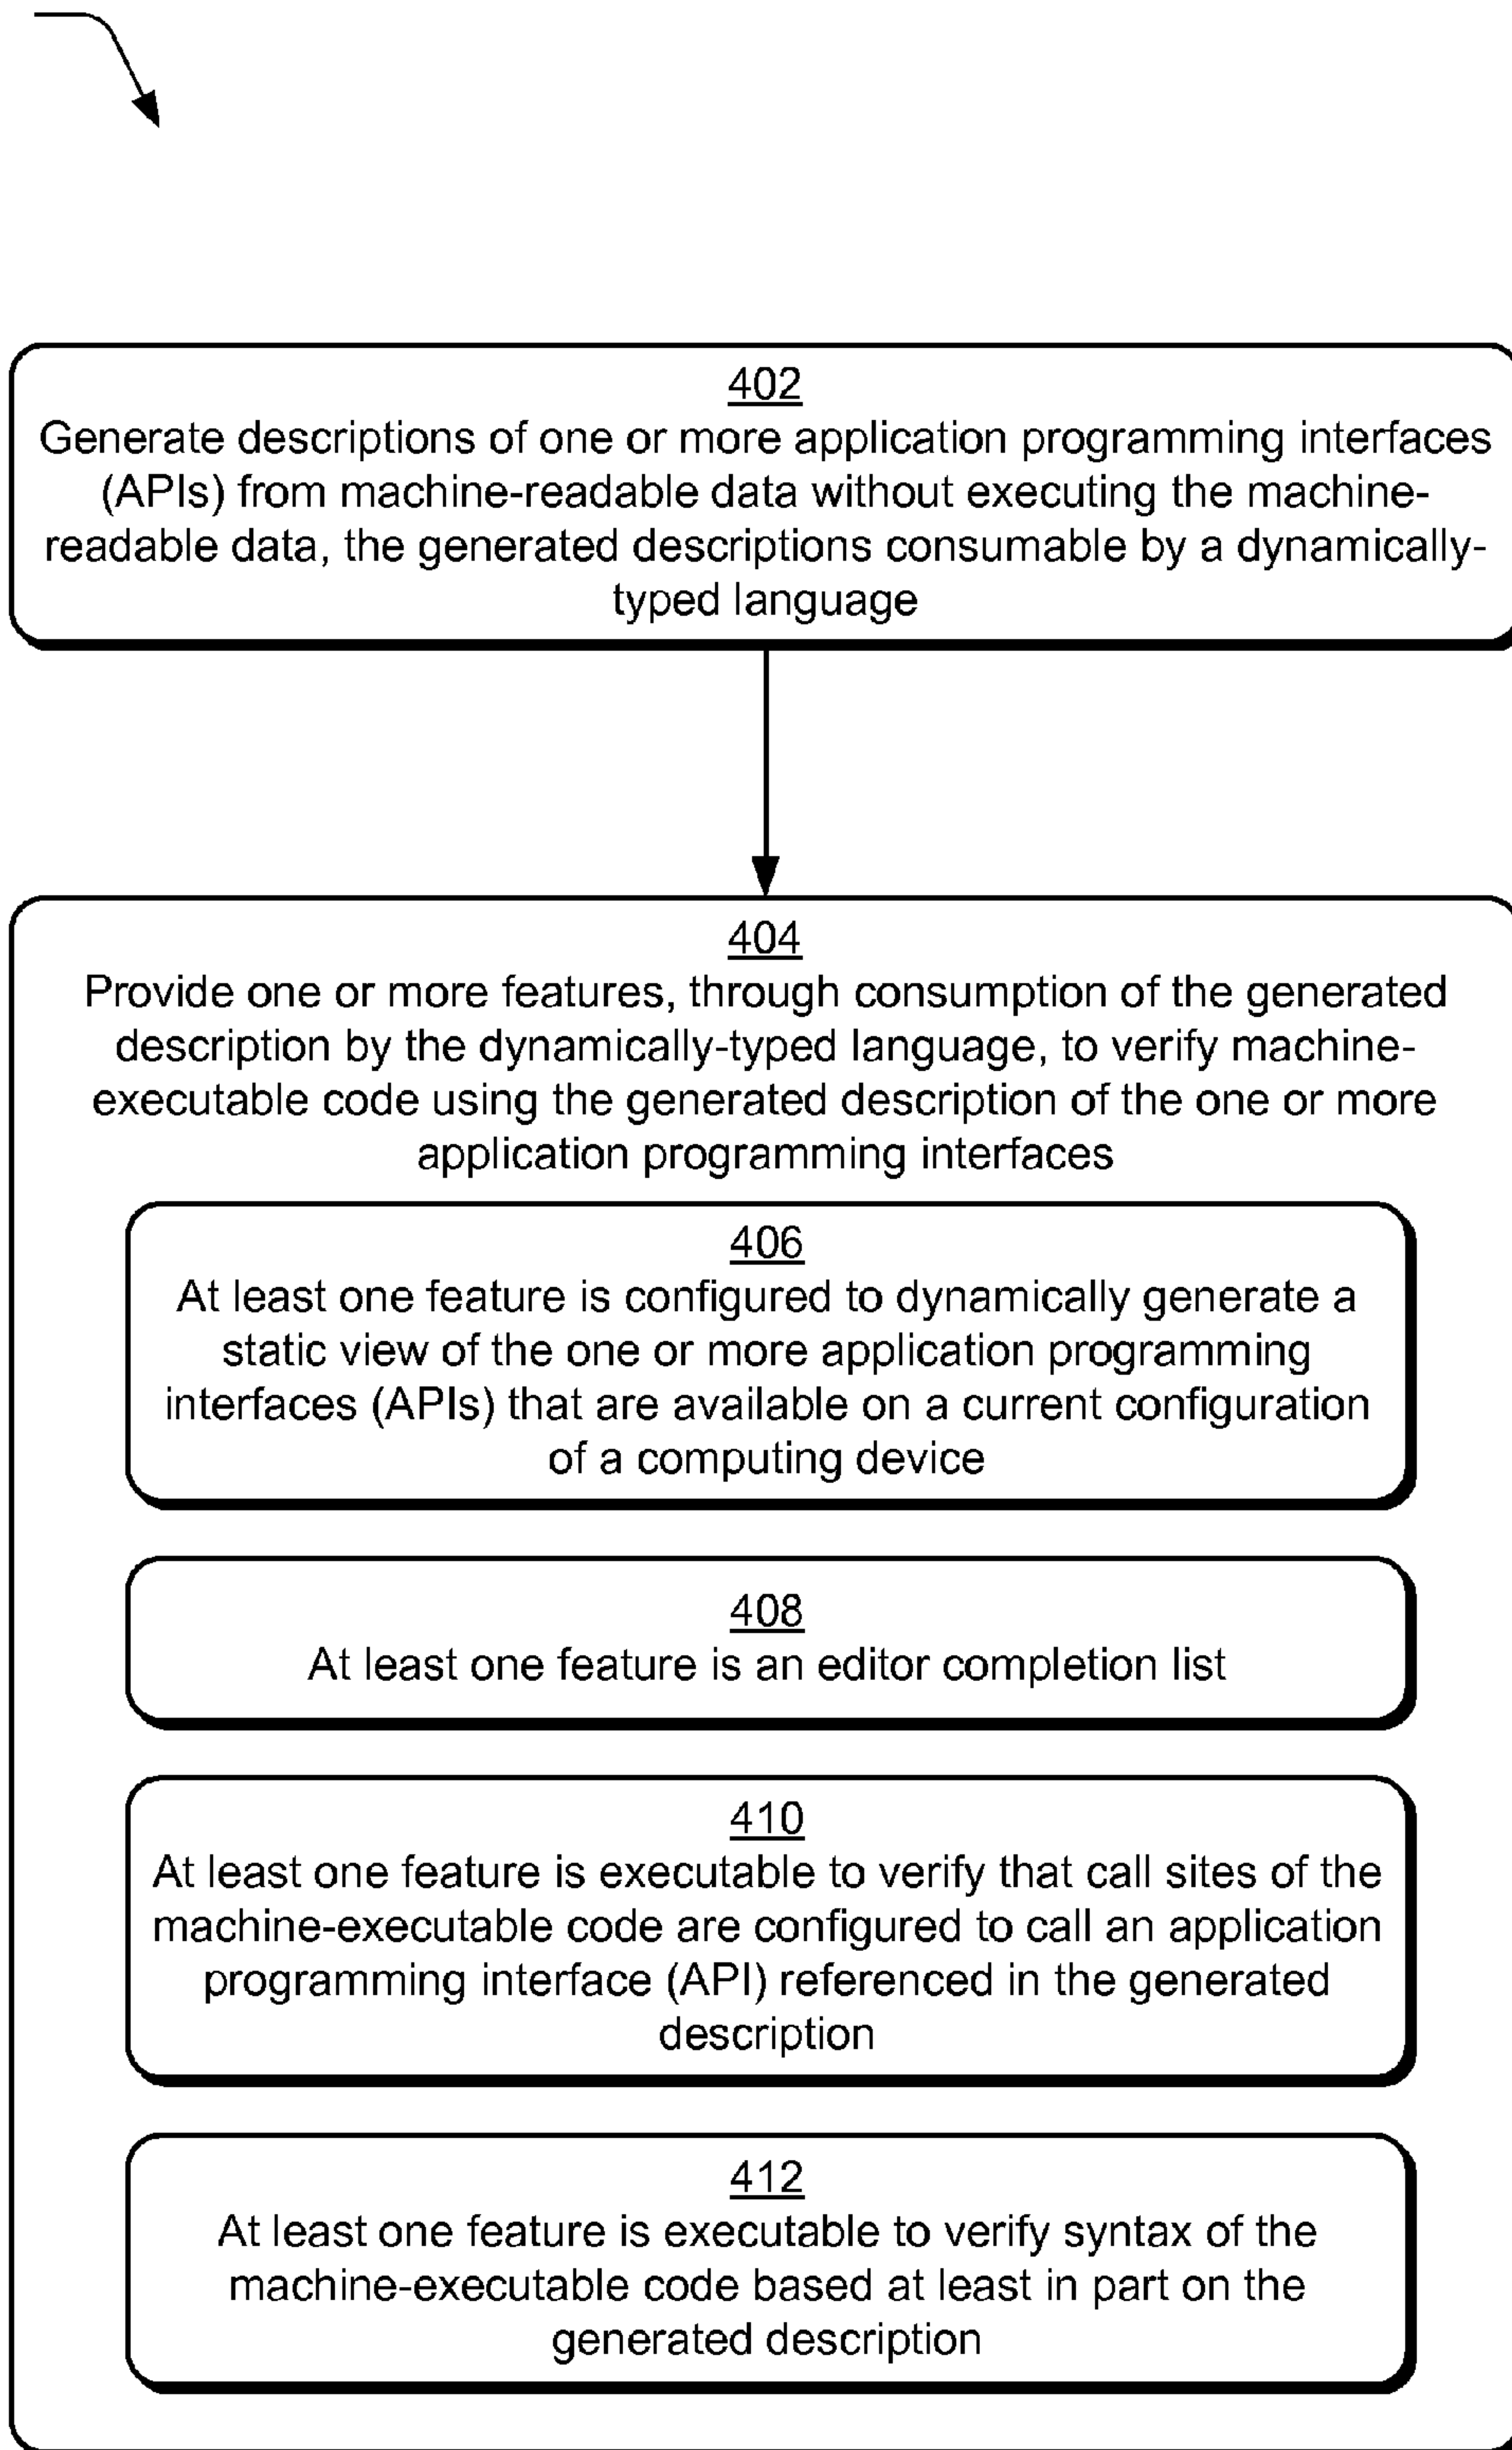 402
Generate descriptions of one or more application programming interfaces
(APIs) from machine-readable data without executing the machine-
readable data, the generated descriptions consumable by a dynamically-
typed language
404
Provide one or more features, through consumption of the generated
description by the dynamically-typed language, to verify machine-
executable code using the generated description of the one or more
application programming interfaces
406
At least one feature is configured to dynamically generate a
static view of the one or more application programming
interfaces (APIs) that are available on a current configuration
of a computing device
408
At least one feature is an editor completion list
410
At least one feature is executable to verify that call sites of the
machine-executable code are configured to call an application
programming interface (API) referenced in the generated
description
412
At least one feature is executable to verify syntax of the
machine-executable code based at least in part on the
generated description